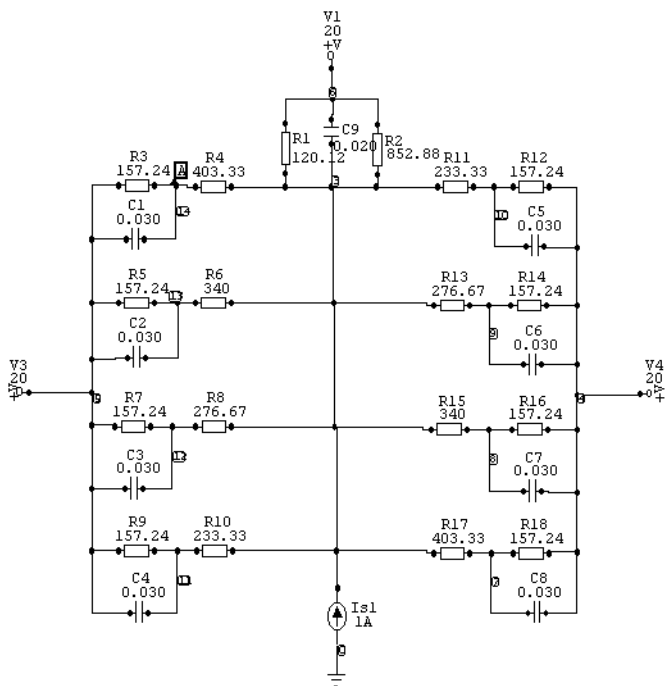 V1
20
+V
6
R1
120.12
C9
0.020
R2
852.88
R3
157.24
A
R4
403.33
R11
233.33
R12
157.24
C1
0.030
14
10
C5
0.030
R5
157.24
13
R6
340
R13
276.67
R14
157.24
C2
0.030
9
C6
0.030
V3
20
+V
V4
20
+V
R7
157.24
R8
276.67
R15
340
R16
157.24
C3
0.030
12
8
C7
0.030
R9
157.24
R10
233.33
R17
403.33
R18
157.24
C4
0.030
11
C8
0.030
Is1
1A